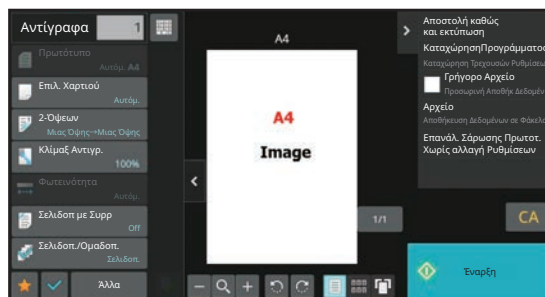 Αντίγραφα 1
Πρωτότυπο
Αυτόμ. A4
Επιλ. Χαρτιού
Αυτόμ.
2-Όψεων
Μιας Όψης→Μιας Όψης
Κλίμαξ Αντιγρ.
100%
Φωτεινότητα
Αυτόμ.
Σελιδοπ με Συρρ
Off
Σελιδοπ./Ομαδοπ.
Σελιδοπ.
Άλλα
A4
A4
Image
1/1
Αποστολή καθώς
και εκτύπωση
ΚαταχώρησηΠρογράμματος
Καταχώρηση Τρεχουσών Ρυθμίσεω
Γρήγορο Αρχείο
Προσωρινή Αποθήκ Δεδομέν
Αρχείο
Αποθήκευση Δεδομένων σε Φάκελο
Επανάλ. Σάρωσης Πρωτοτ.
Χωρίς αλλαγή Ρυθμίσεων
CA
Έναρξη